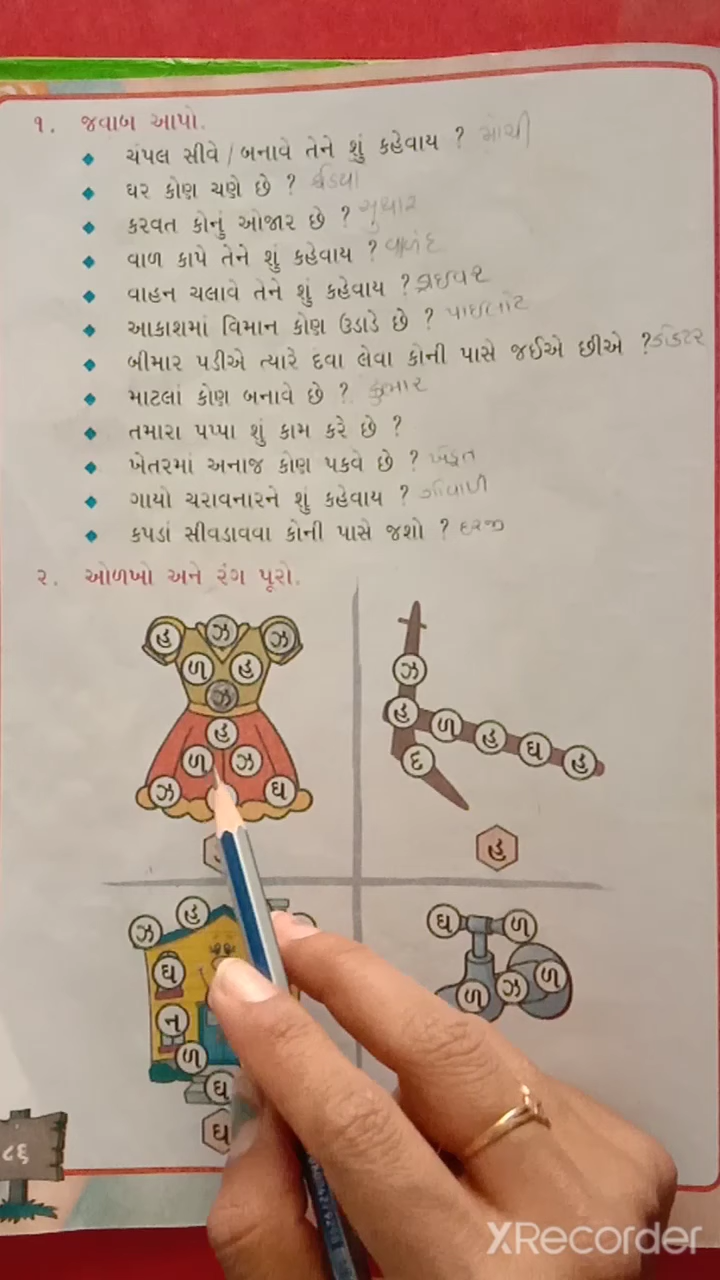 ૧. જવાબ આપો.
ચંપલ સીવે / બનાવે તેને શું કહેવાય ? મોચી
ઘર કોણ ચણે છે ? કડિયા
કરવત કોનું ઓજાર છે ? સુથાર
વાળ કાપે તેને શું કહેવાય ? વાળંદ
વાહન ચલાવે તેને શું કહેવાય ? ડ્રાઇવર
આકાશમાં વિમાન કોણ ઉડાડે છે ? પાઇલોટ
બીમાર પડીએ ત્યારે દવા લેવા કોની પાસે જઈએ છીએ ? ડૉક્ટર
માટલાં કોણ બનાવે છે ? કુંભાર
તમારા પપ્પા શું કામ કરે છે ?
ખેતરમાં અનાજ કોણ પકવે છે ? ખેડૂત
ગાયો ચરાવનારને શું કહેવાય ? ગોવાળ
કપડાં સીવડાવવા કોની પાસે જશો ? દરજી
૨. ઓળખો અને રંગ પૂરો.
હ ઝ ઝ
ળ હ
ઝ
હ
ળ ઝ
ઝ ઘ
ઝ
હ ળ હ ઘ હ
દ
હ
ઝ હ
ઘ
ન
ળ
ઘ
ઘ
ઘ ળ
ળ ઝ ળ
૮૬
XRecorder